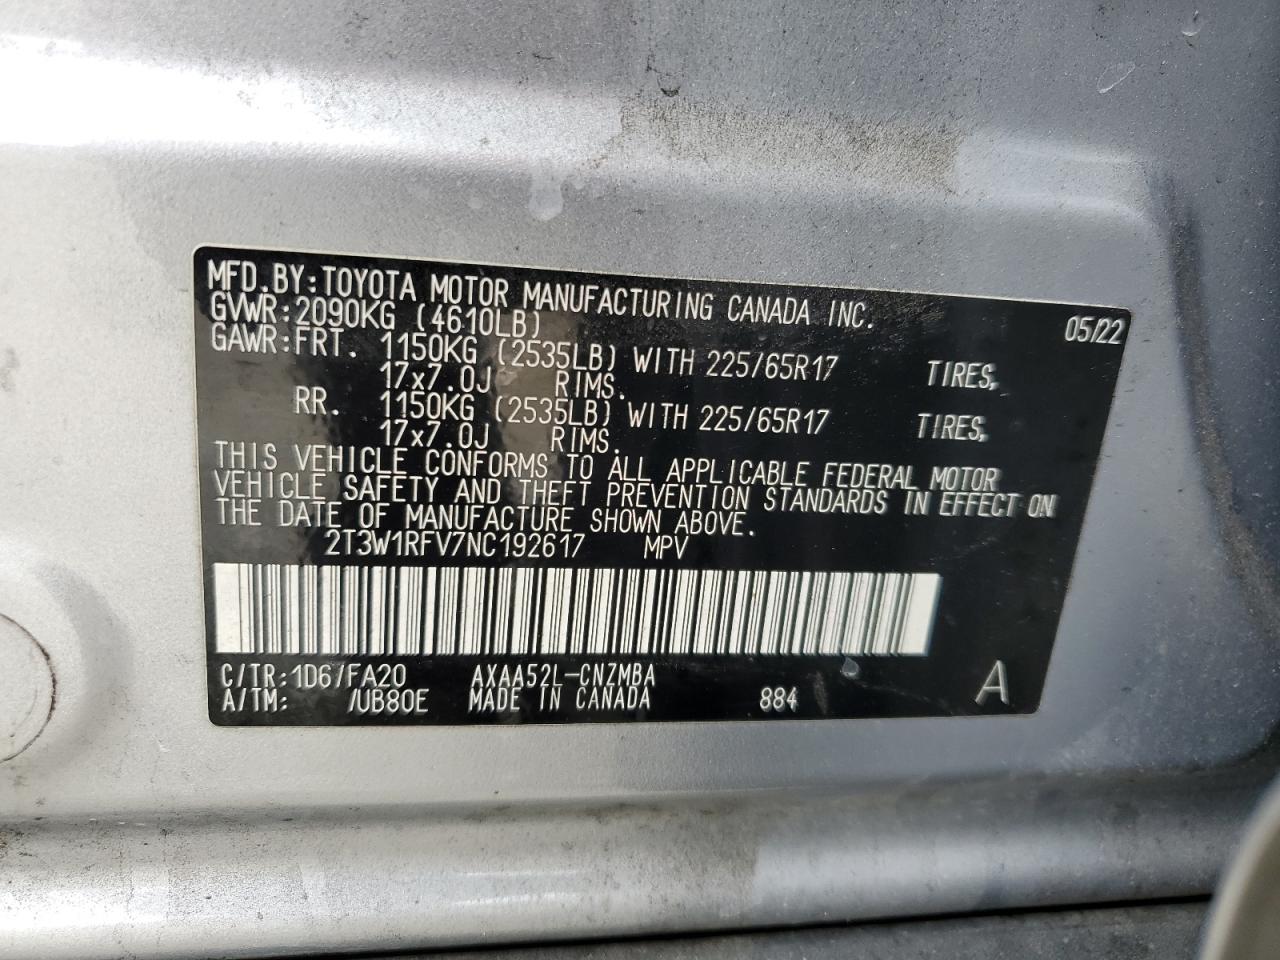 MFD.BY:TOYOTA MOTOR MANUFACTURING CANADA INC.
GVWR:2090KG (4610LB) 05/22
GAWR:FRT. 1150KG (2535LB) WITH 225/65R17 TIRES,
17x7.0J RIMS.
RR. 1150KG (2535LB) WITH 225/65R17 TIRES,
17x7.0J RIMS.
THIS VEHICLE CONFORMS TO ALL APPLICABLE FEDERAL MOTOR
VEHICLE SAFETY AND THEFT PREVENTION STANDARDS IN EFFECT ON
THE DATE OF MANUFACTURE SHOWN ABOVE.
2T3W1RFV7NC192617 MPV
C/TR:1D6/FA20 AXAA52L-CNZMBA
A/TM: /UB80E MADE IN CANADA 884 A